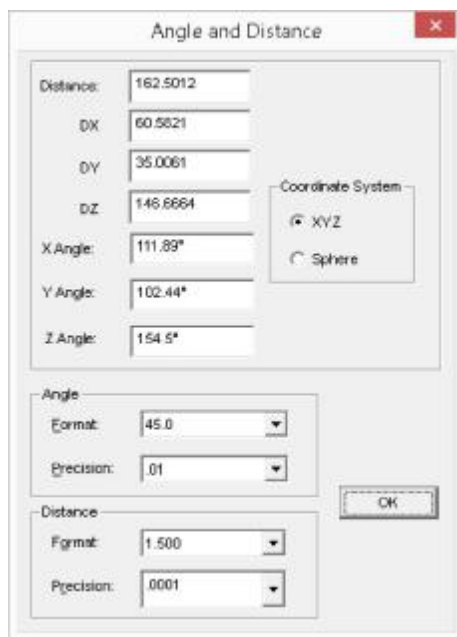 Angle and Distance
Distance: 162.5012
DX 60.5821
DY 35.0061
DZ 146.6664
X Angle: 111.89°
Y Angle: 102.44°
Z Angle: 154.5°
Coordinate System
XYZ
Sphere
Angle
Format: 45.0
Precision: .01
OK
Distance
Format: 1.500
Precision: .0001